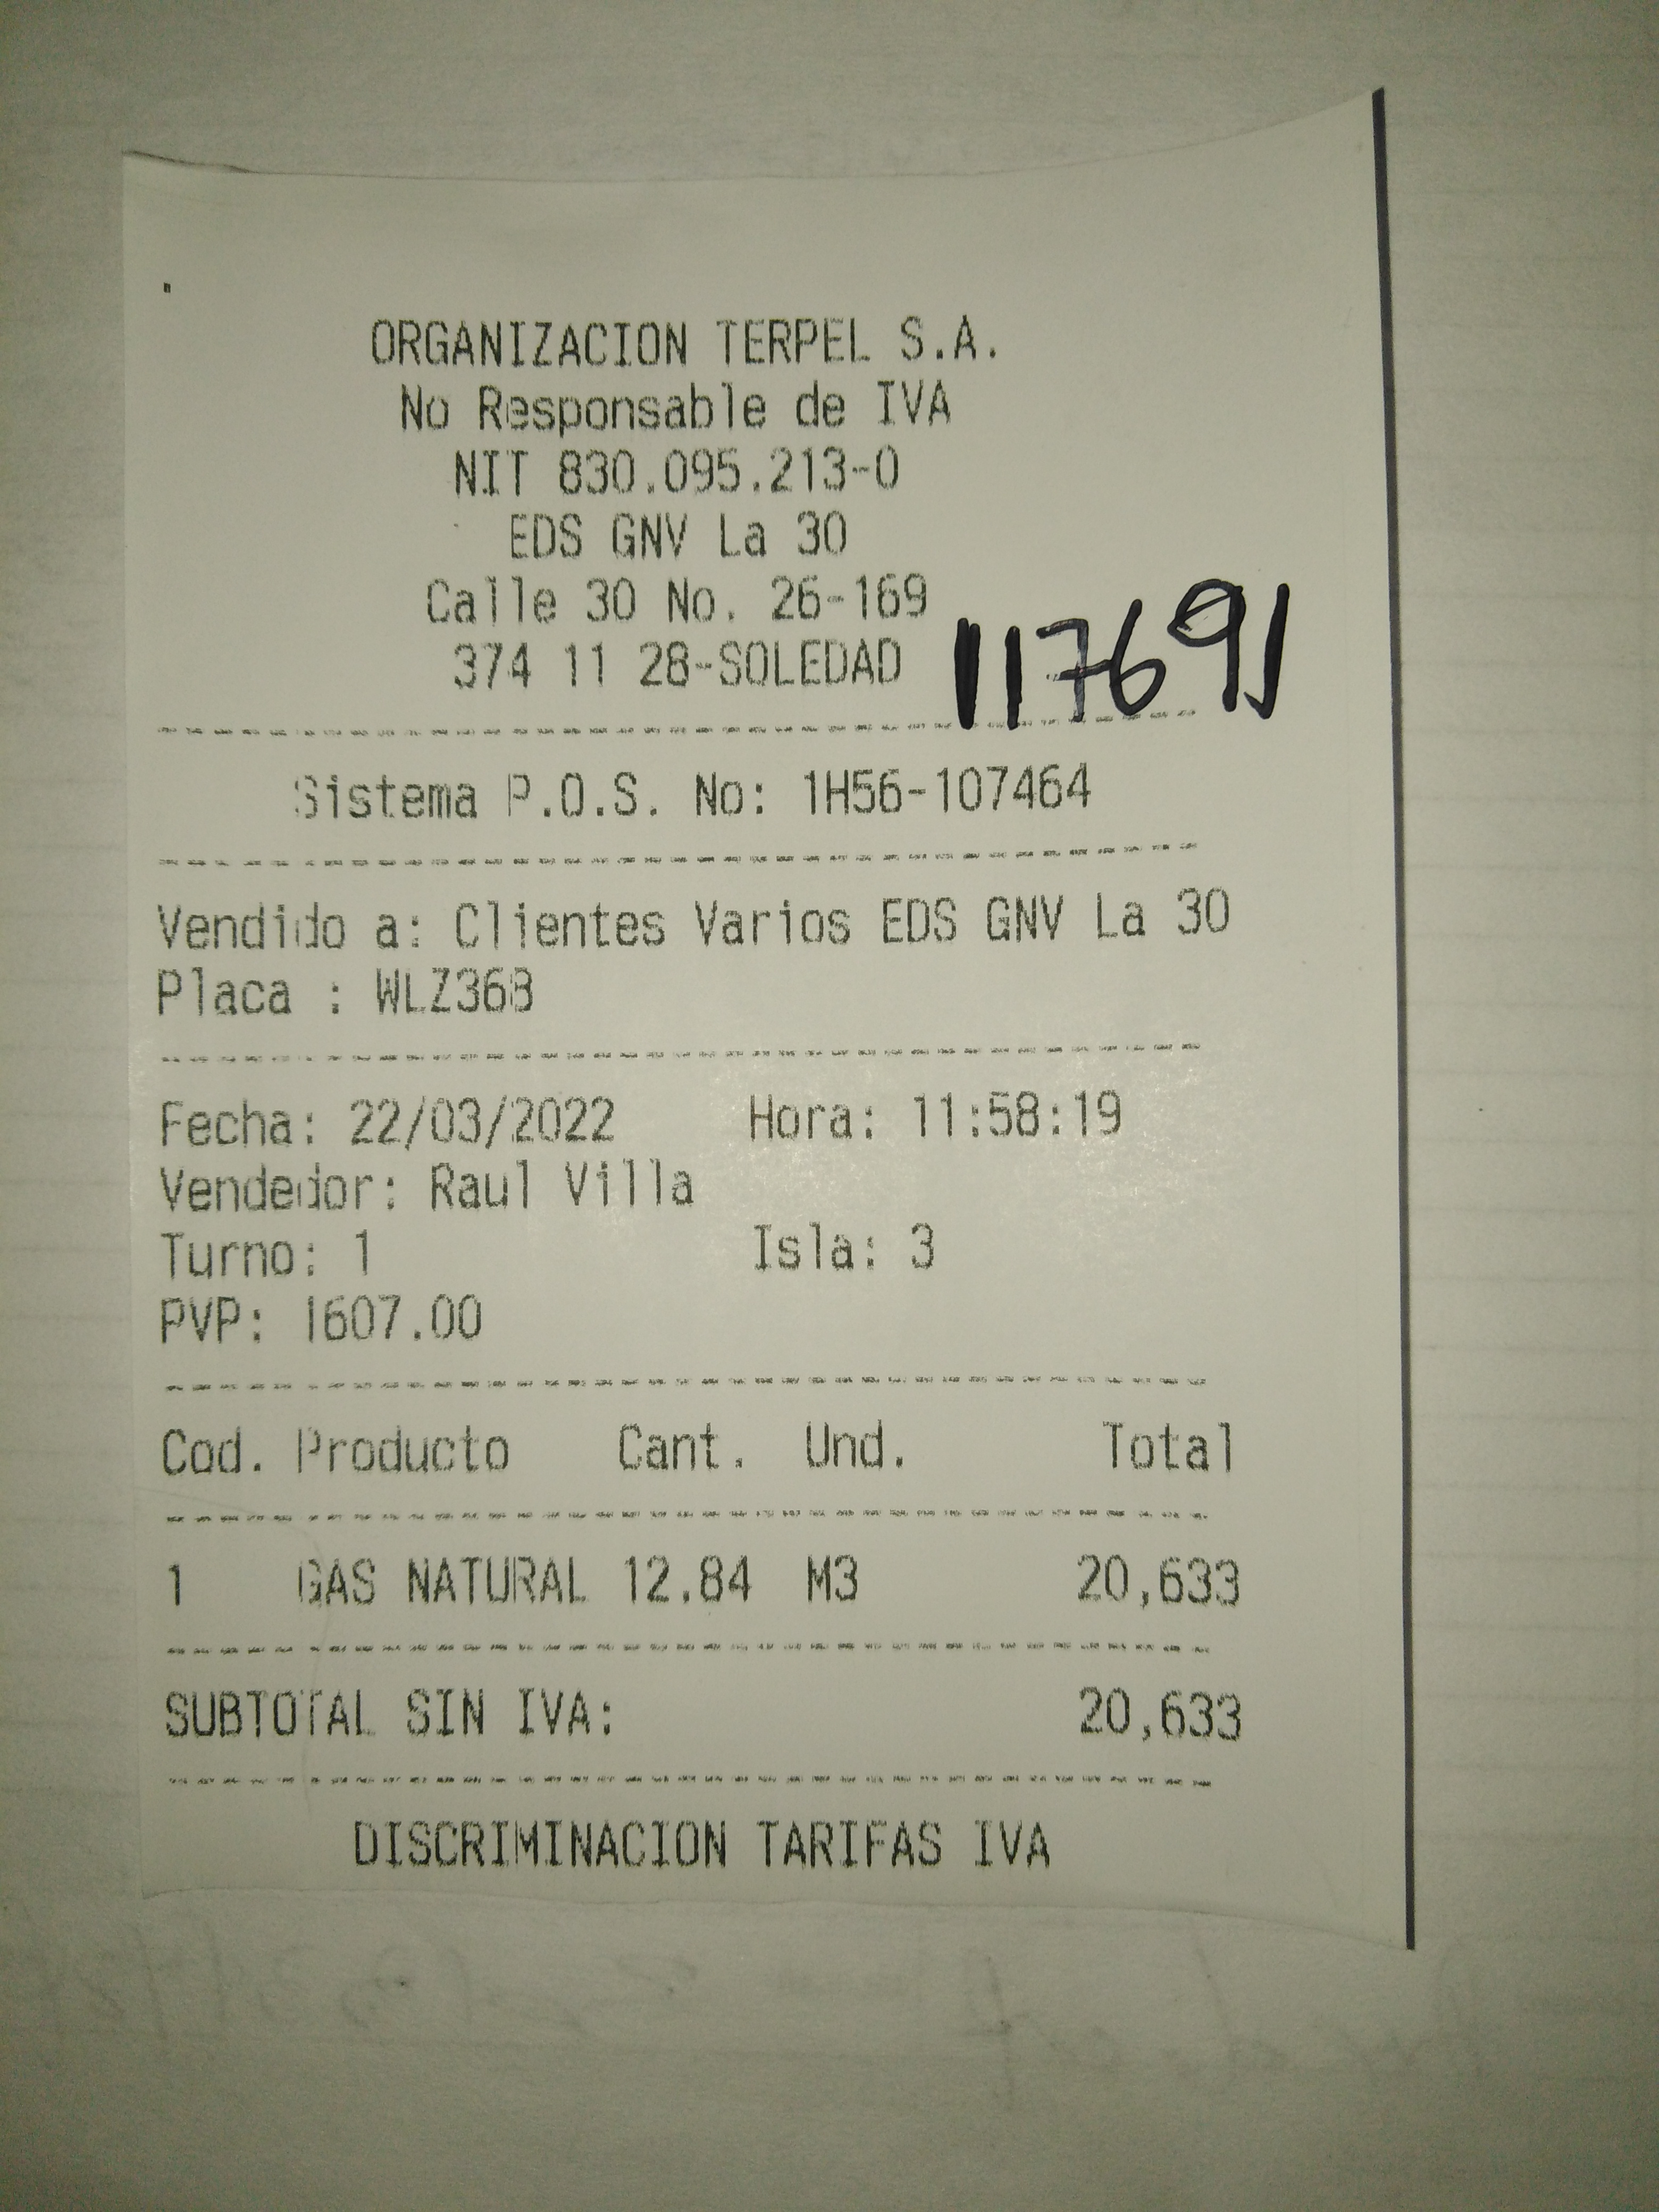 ORGANIZACION TERPEL S.A.
No Responsable de IVA
NIT 830.095.213-0
EDS GNV La 30
Calle 30 No. 26-169
374 11 28-SOLEDAD
117691
Sistema P.O.S. No: 1H56-107464
Vendido a: Clientes Varios EDS GNV La 30
Placa : WLZ368
Fecha: 22/03/2022 Hora: 11:58:19
Vendedor: Raul Villa
Turno: 1 Isla: 3
PVP: 1607.00
Cod. Producto Cant. Und. Total
1 GAS NATURAL 12.84 M3 20,633
SUBTOTAL SIN IVA: 20,633
DISCRIMINACION TARIFAS IVA